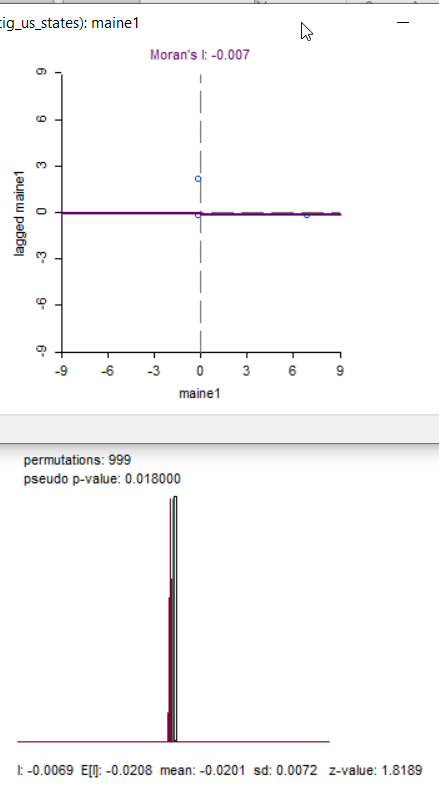 tig_us_states): maine1
Moran's I: -0.007
9
6
3
0
-3
-6
-9
lagged maine1
-9 -6 -3 0 3 6 9
maine1
permutations: 999
pseudo p-value: 0.018000
I: -0.0069 E[I]: -0.0208 mean: -0.0201 sd: 0.0072 z-value: 1.8189